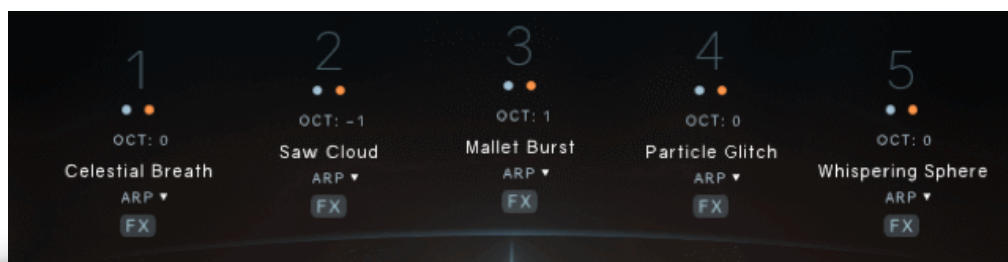 1
OCT: 0
Celestial Breath
ARP ▼
FX
2
OCT: -1
Saw Cloud
ARP ▼
FX
3
OCT: 1
Mallet Burst
ARP ▼
FX
4
OCT: 0
Particle Glitch
ARP ▼
FX
5
OCT: 0
Whispering Sphere
ARP ▼
FX